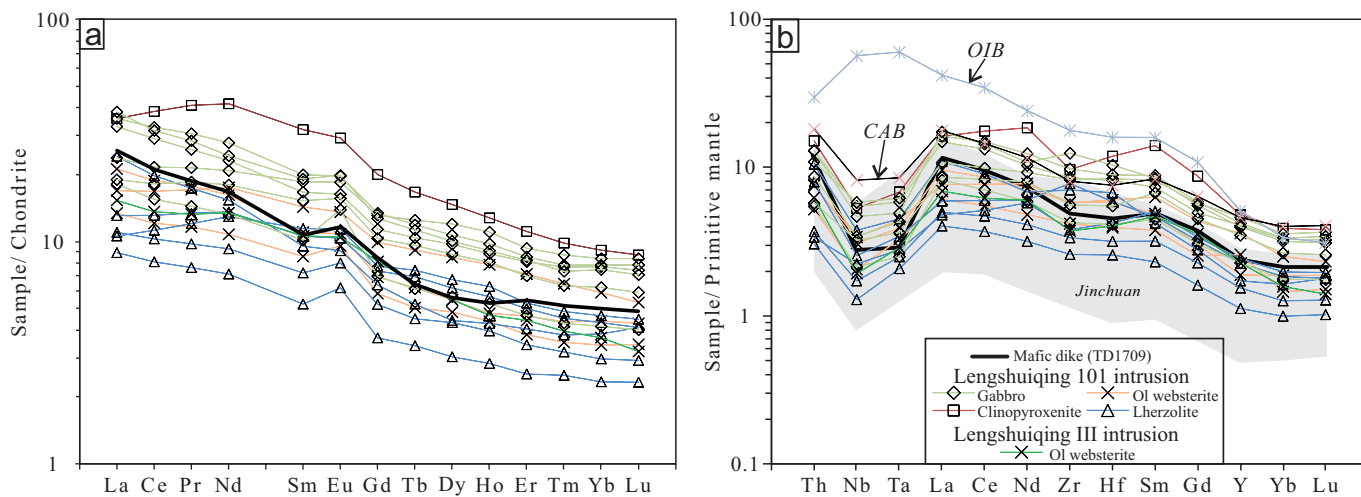 a
Sample/ Chondrite
100
10
1
La Ce Pr Nd Sm Eu Gd Tb Dy Ho Er Tm Yb Lu
b
Sample/ Primitive mantle
100
10
1
0.1
OIB
CAB
Jinchuan
Mafic dike (TD1709)
Lengshuiqing 101 intrusion
Gabbro Ol websterite
Clinopyroxenite Lherzolite
Lengshuiqing III intrusion
Ol websterite
Th Nb Ta La Ce Nd Zr Hf Sm Gd Y Yb Lu